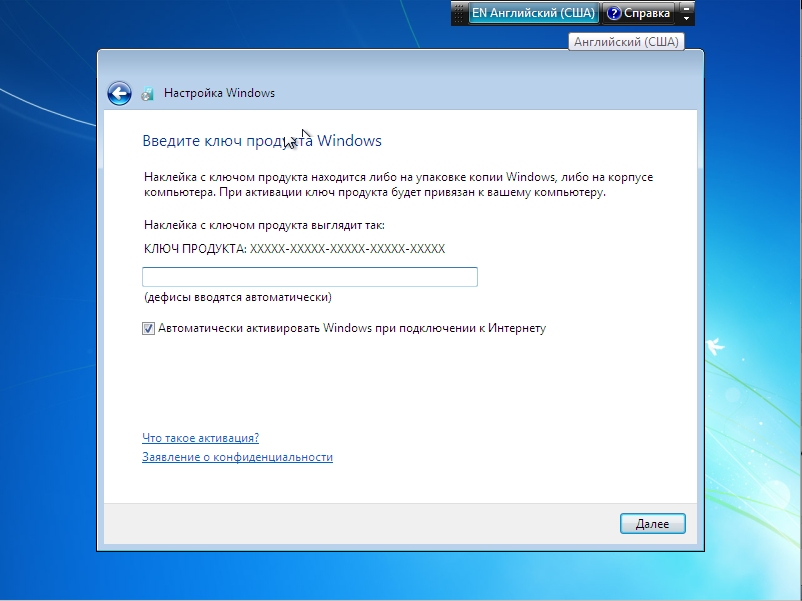 EN Английский (США) Справка
Английский (США)
Настройка Windows
Введите ключ продукта Windows
Наклейка с ключом продукта находится либо на упаковке копии Windows, либо на корпусе
компьютера. При активации ключ продукта будет привязан к вашему компьютеру.
Наклейка с ключом продукта выглядит так:
КЛЮЧ ПРОДУКТА: XXXXX-XXXXX-XXXXX-XXXXX-XXXXX
(дефисы вводятся автоматически)
Автоматически активировать Windows при подключении к Интернету
Что такое активация?
Заявление о конфиденциальности
Далее